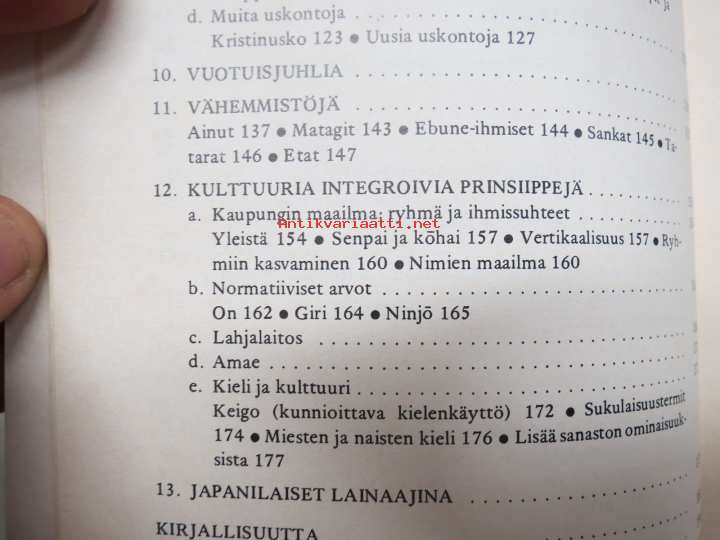 d. Muita uskontoja
Kristinusko 123 ● Uusia uskontoja 127
10. VUOTUISJUHLIA
11. VÄHEMMISTÖJÄ
Ainut 137 ● Matagit 143 ● Ebune-ihmiset 144 ● Sankat 145 ● Ta-
tarat 146 ● Etat 147
12. KULTTUURIA INTEGROIVIA PRINSIIPPEJÄ
a. Kaupungin maailma: ryhmä ja ihmissuhteet
Antikvariaatti.net
Yleistä 154 ● Senpai ja kōhai 157 ● Vertikaalisuus 157 ● Ryh-
miin kasvaminen 160 ● Nimien maailma 160
b. Normatiiviset arvot
On 162 ● Giri 164 ● Ninjō 165
c. Lahjalaitos
d. Amae
e. Kieli ja kulttuuri
Keigo (kunnioittava kielenkäyttö) 172 ● Sukulaisuustermit
174 ● Miesten ja naisten kieli 176 ● Lisää sanaston ominaisuuk-
sista 177
13. JAPANILAISET LAINAAJINA
KIRJALLISUUTTA